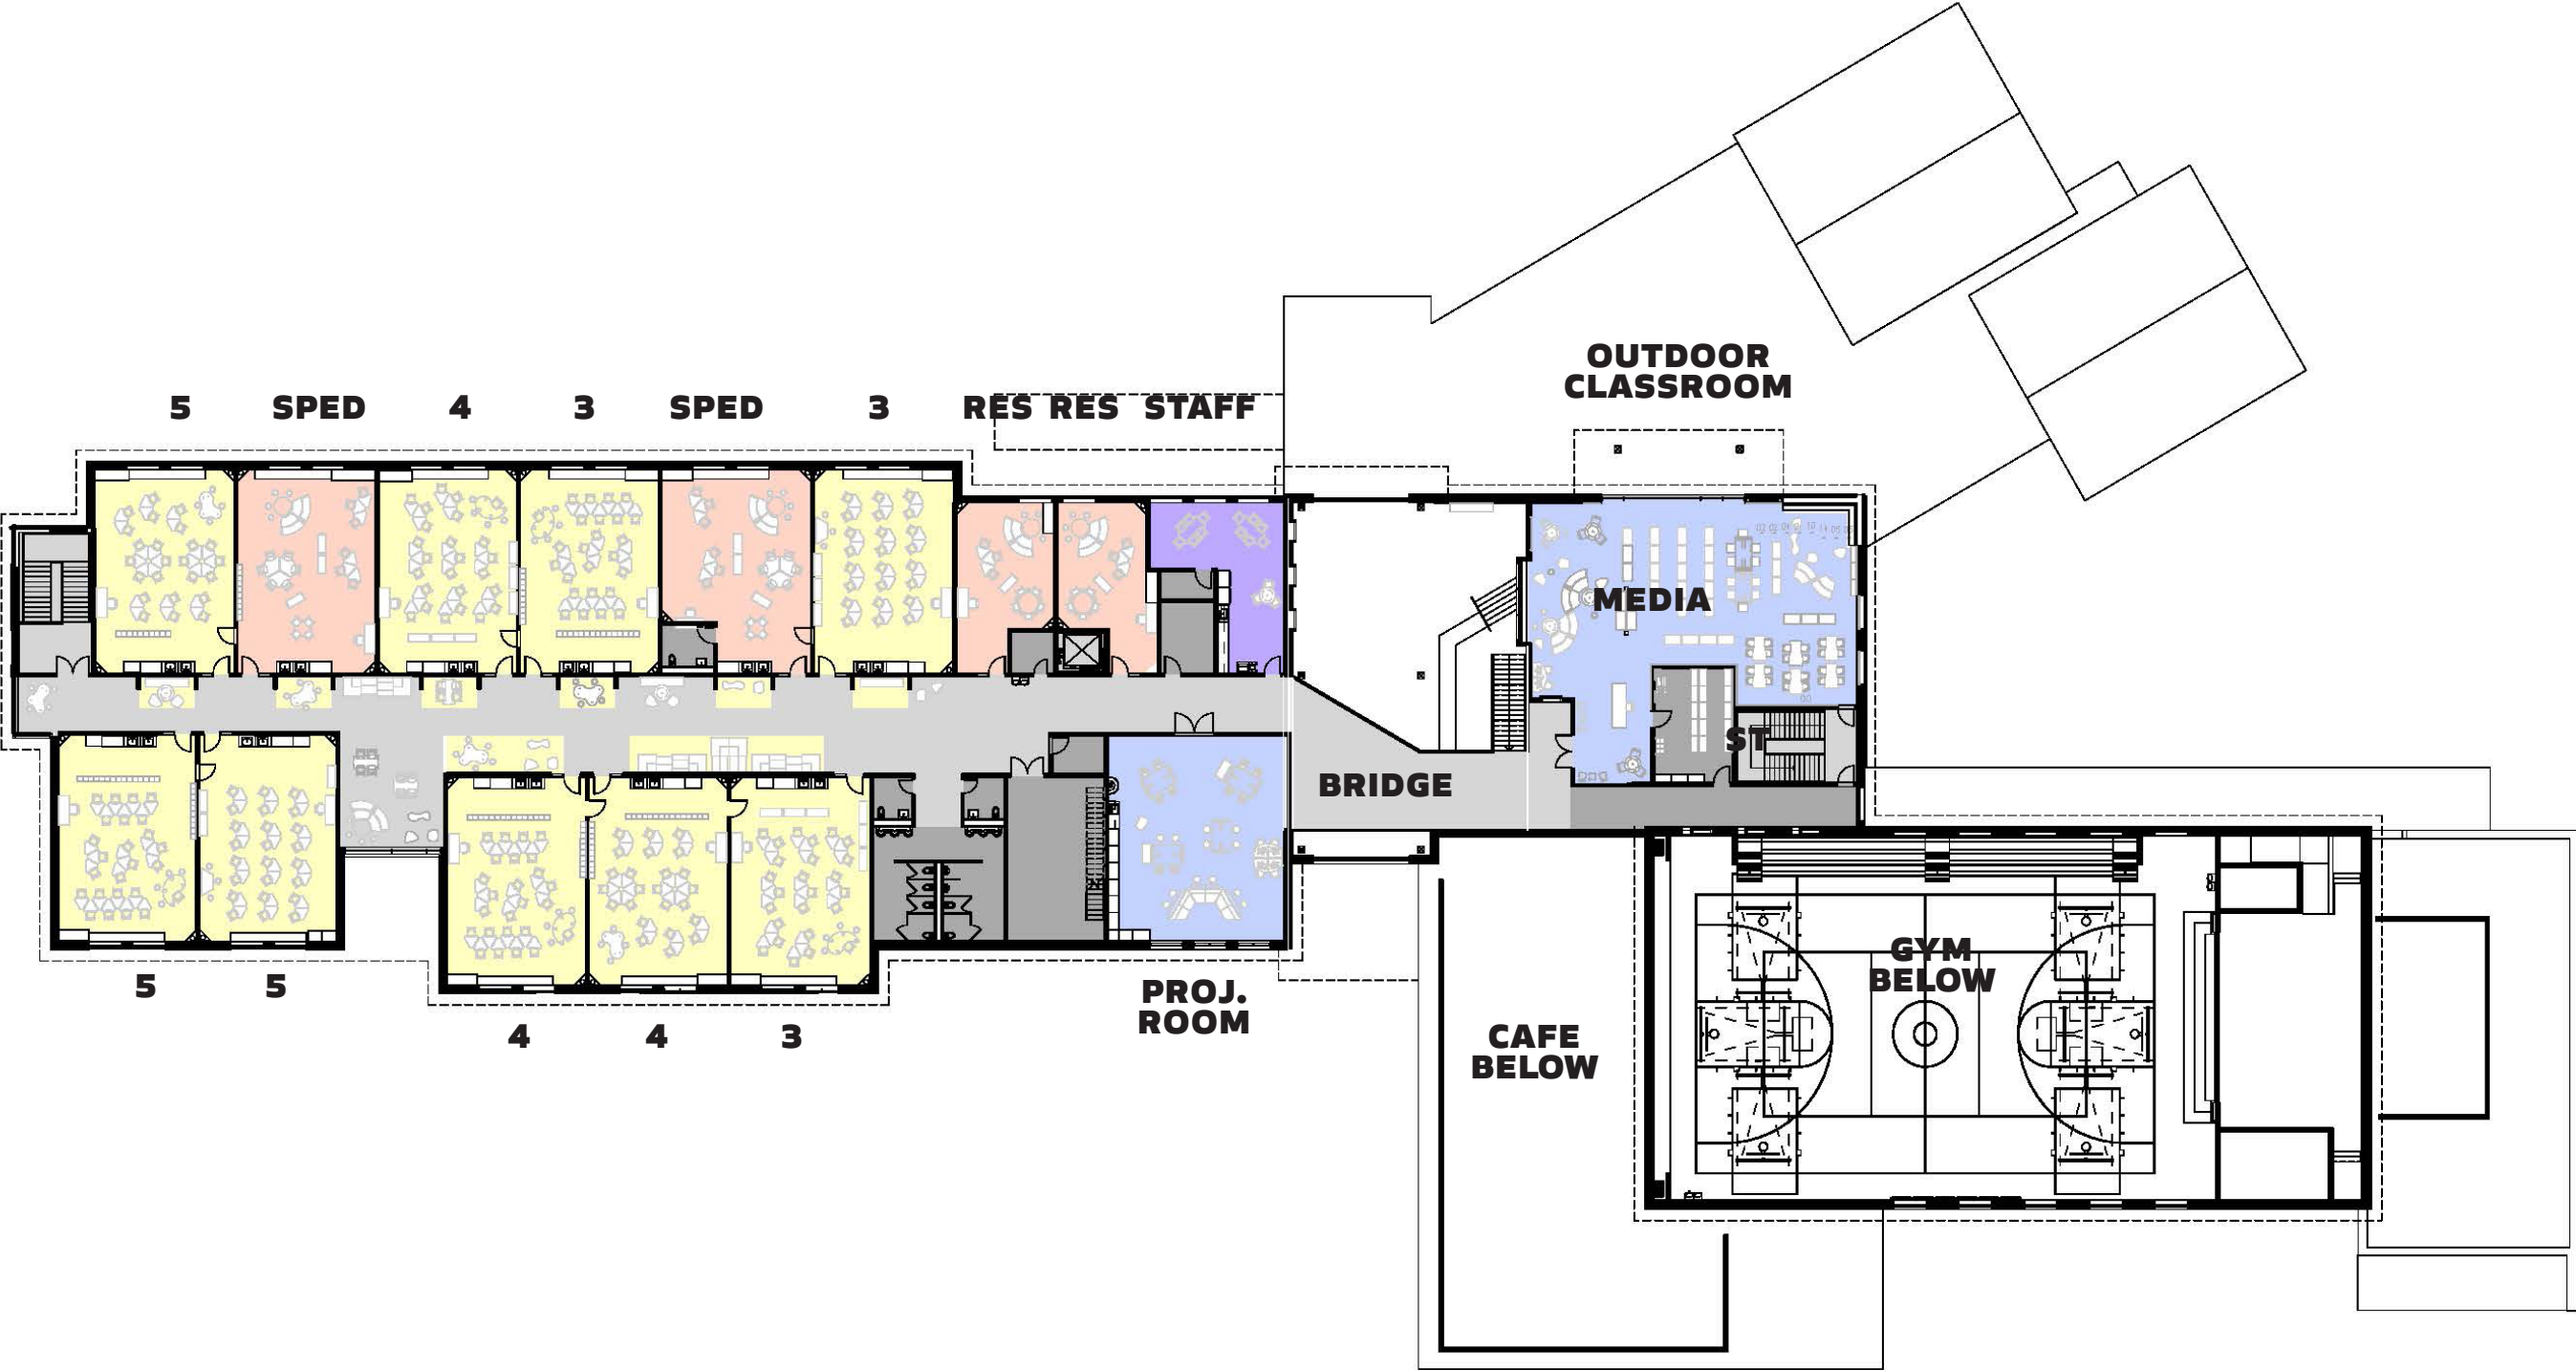 OUTDOOR
CLASSROOM
5 SPED 4 3 SPED 3 RES RES STAFF
MEDIA
ST
BRIDGE
GYM
BELOW
5 5
PROJ.
ROOM
4 4 3
CAFE
BELOW